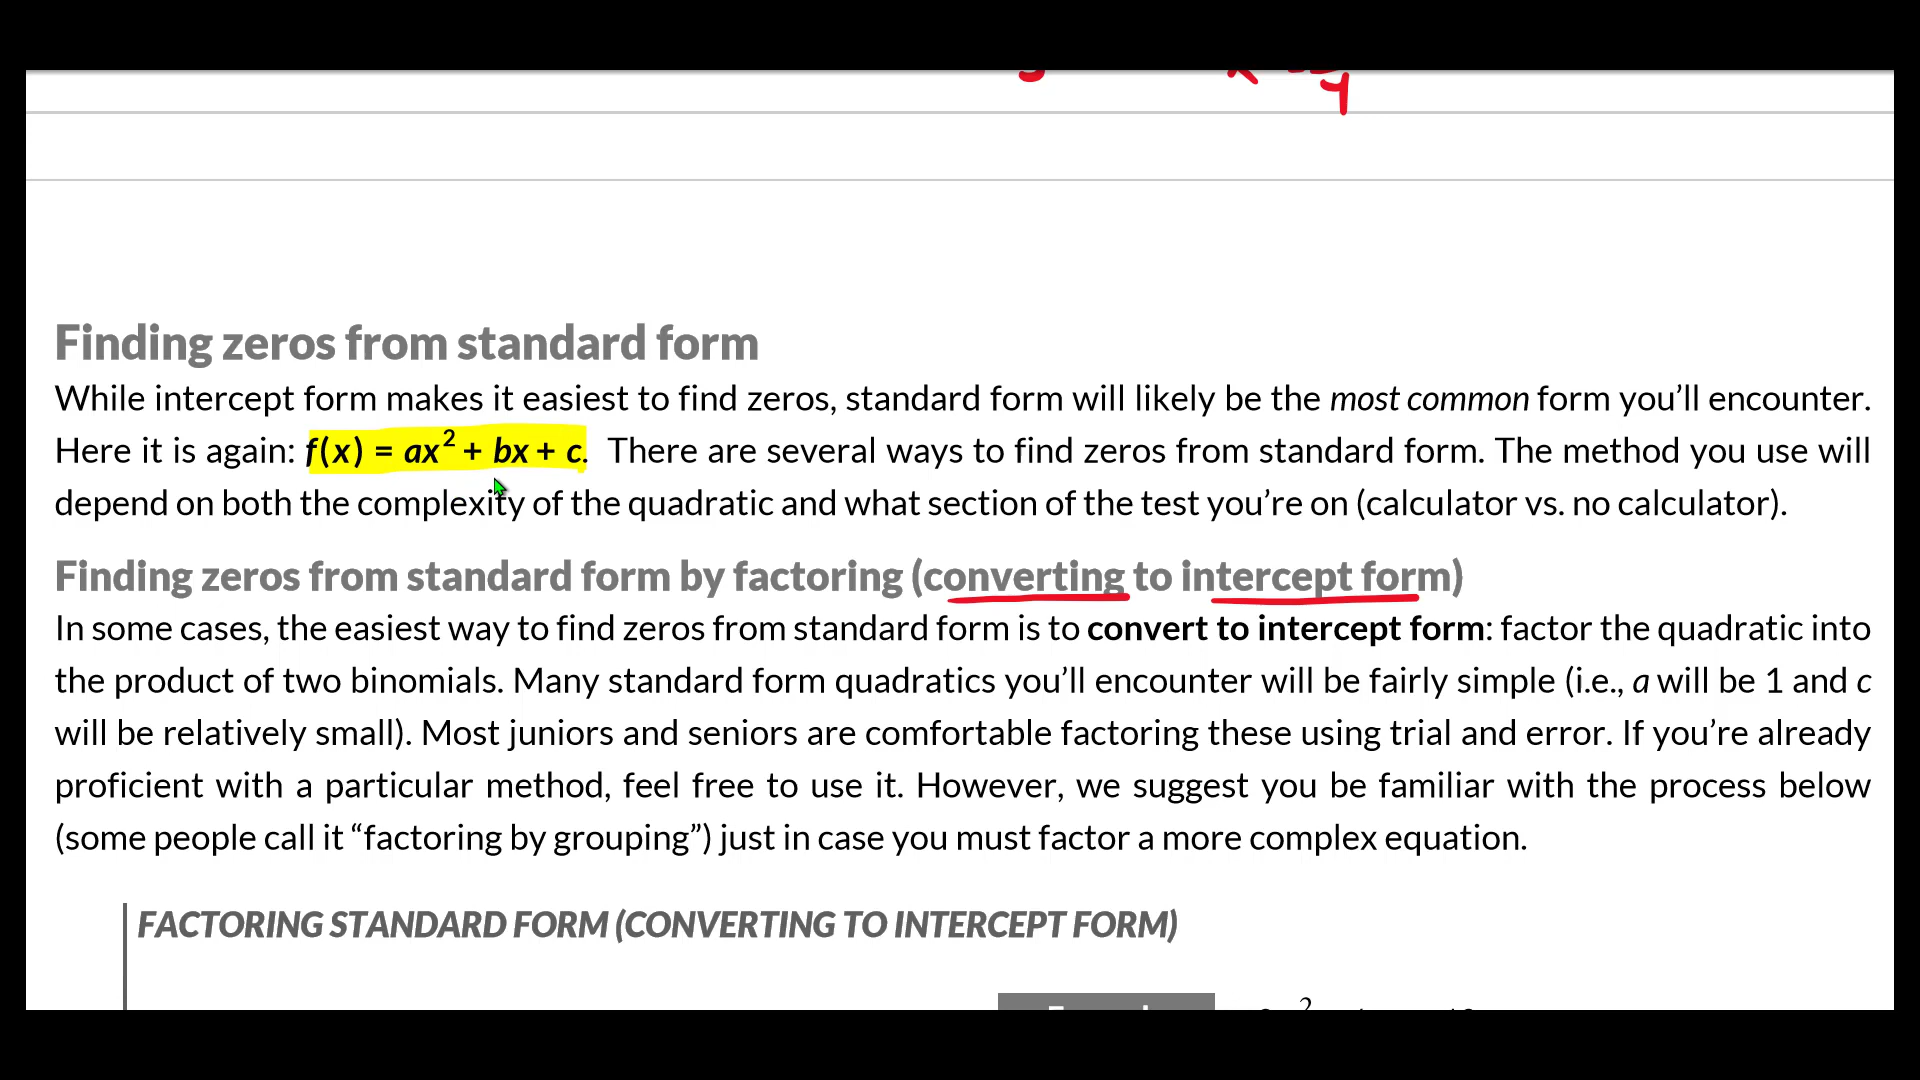 4
Finding zeros from standard form
While intercept form makes it easiest to find zeros, standard form will likely be the most common form you’ll encounter.
Here it is again: f(x) = ax² + bx + c.  There are several ways to find zeros from standard form. The method you use will
depend on both the complexity of the quadratic and what section of the test you’re on (calculator vs. no calculator).
Finding zeros from standard form by factoring (converting to intercept form)
In some cases, the easiest way to find zeros from standard form is to convert to intercept form: factor the quadratic into
the product of two binomials. Many standard form quadratics you’ll encounter will be fairly simple (i.e., a will be 1 and c
will be relatively small). Most juniors and seniors are comfortable factoring these using trial and error. If you’re already
proficient with a particular method, feel free to use it. However, we suggest you be familiar with the process below
(some people call it “factoring by grouping”) just in case you must factor a more complex equation.
FACTORING STANDARD FORM (CONVERTING TO INTERCEPT FORM)